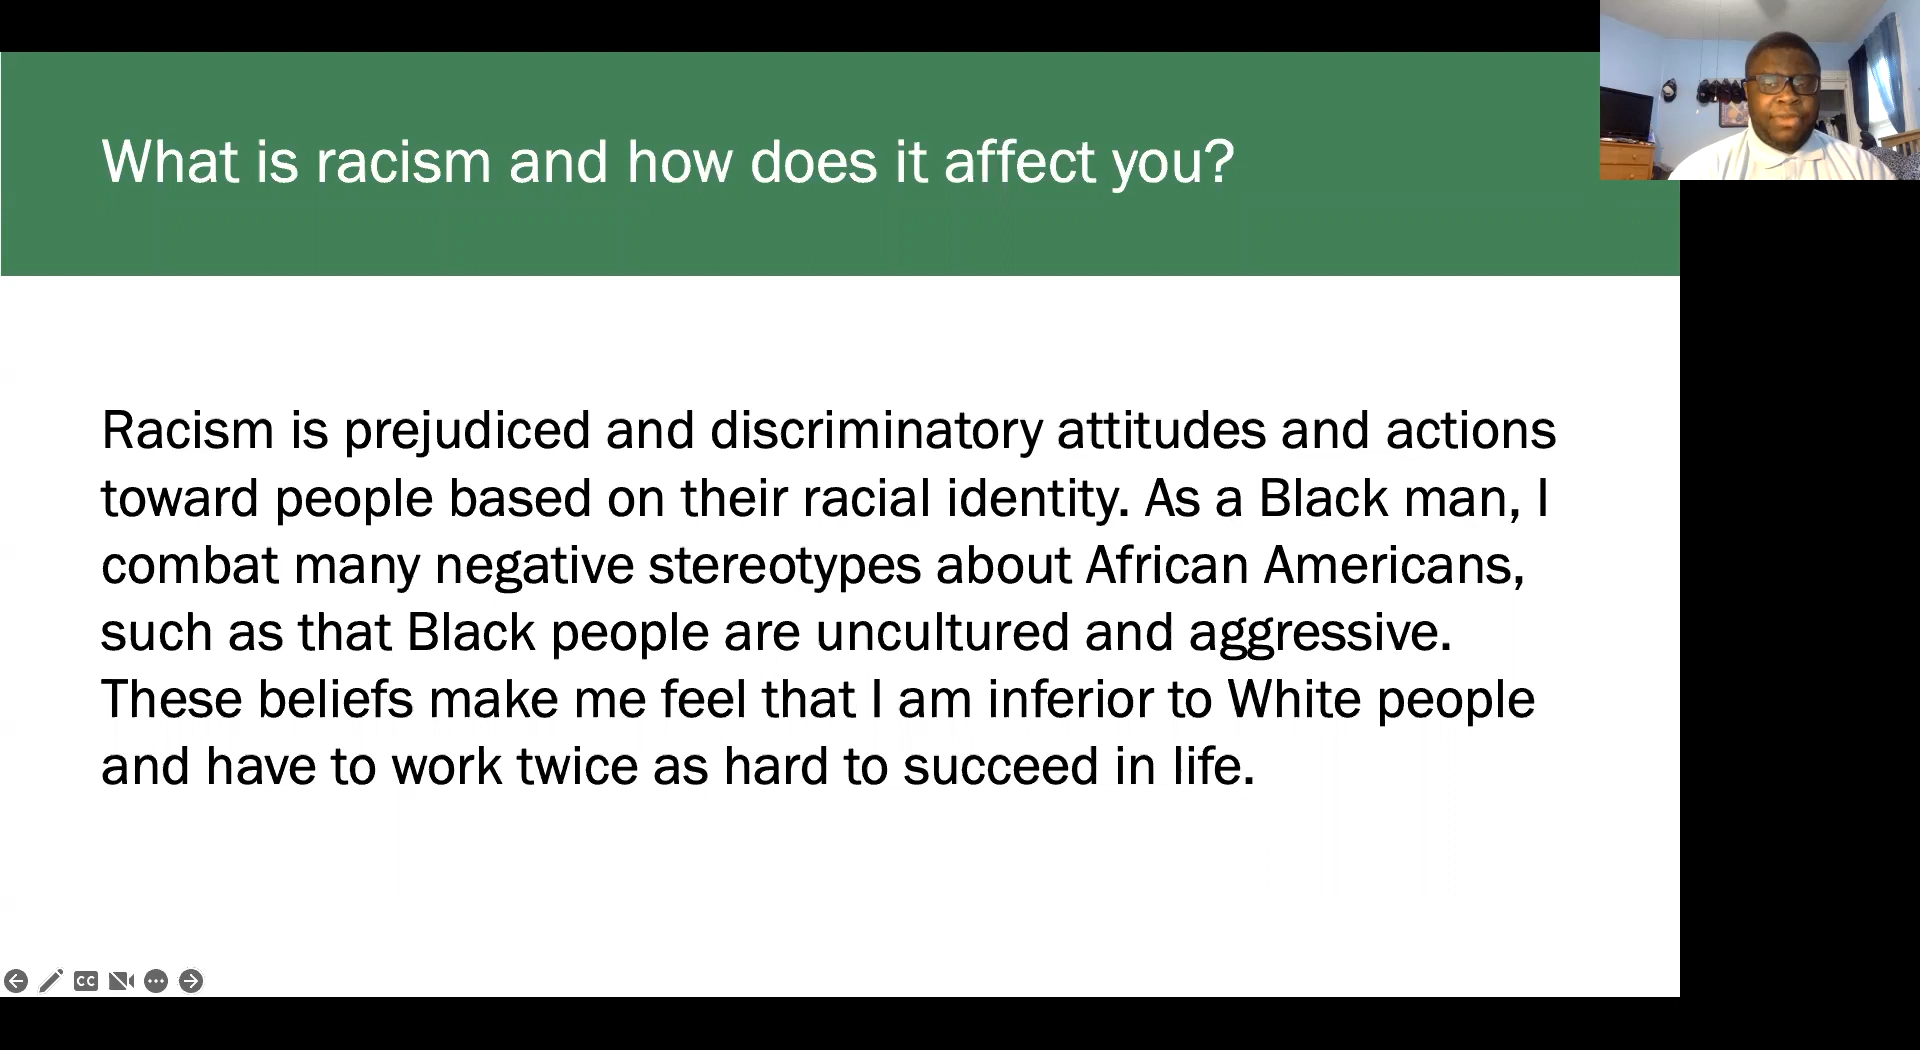 What is racism and how does it affect you?
Racism is prejudiced and discriminatory attitudes and actions
toward people based on their racial identity. As a Black man, I
combat many negative stereotypes about African Americans,
such as that Black people are uncultured and aggressive.
These beliefs make me feel that I am inferior to White people
and have to work twice as hard to succeed in life.
CC